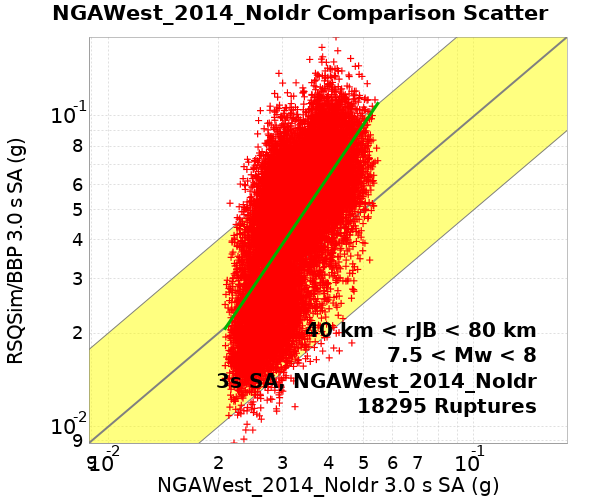 NGAWest_2014_NoIdr Comparison Scatter
RSQSim/BBP 3.0 s SA (g)
10-1
8
6
5
4
3
2
10-2
9
40 km < rJB < 80 km
7.5 < Mw < 8
3s SA, NGAWest_2014_NoIdr
18295 Ruptures
9 10-2 2 3 4 5 6 7 10-1
NGAWest_2014_NoIdr 3.0 s SA (g)